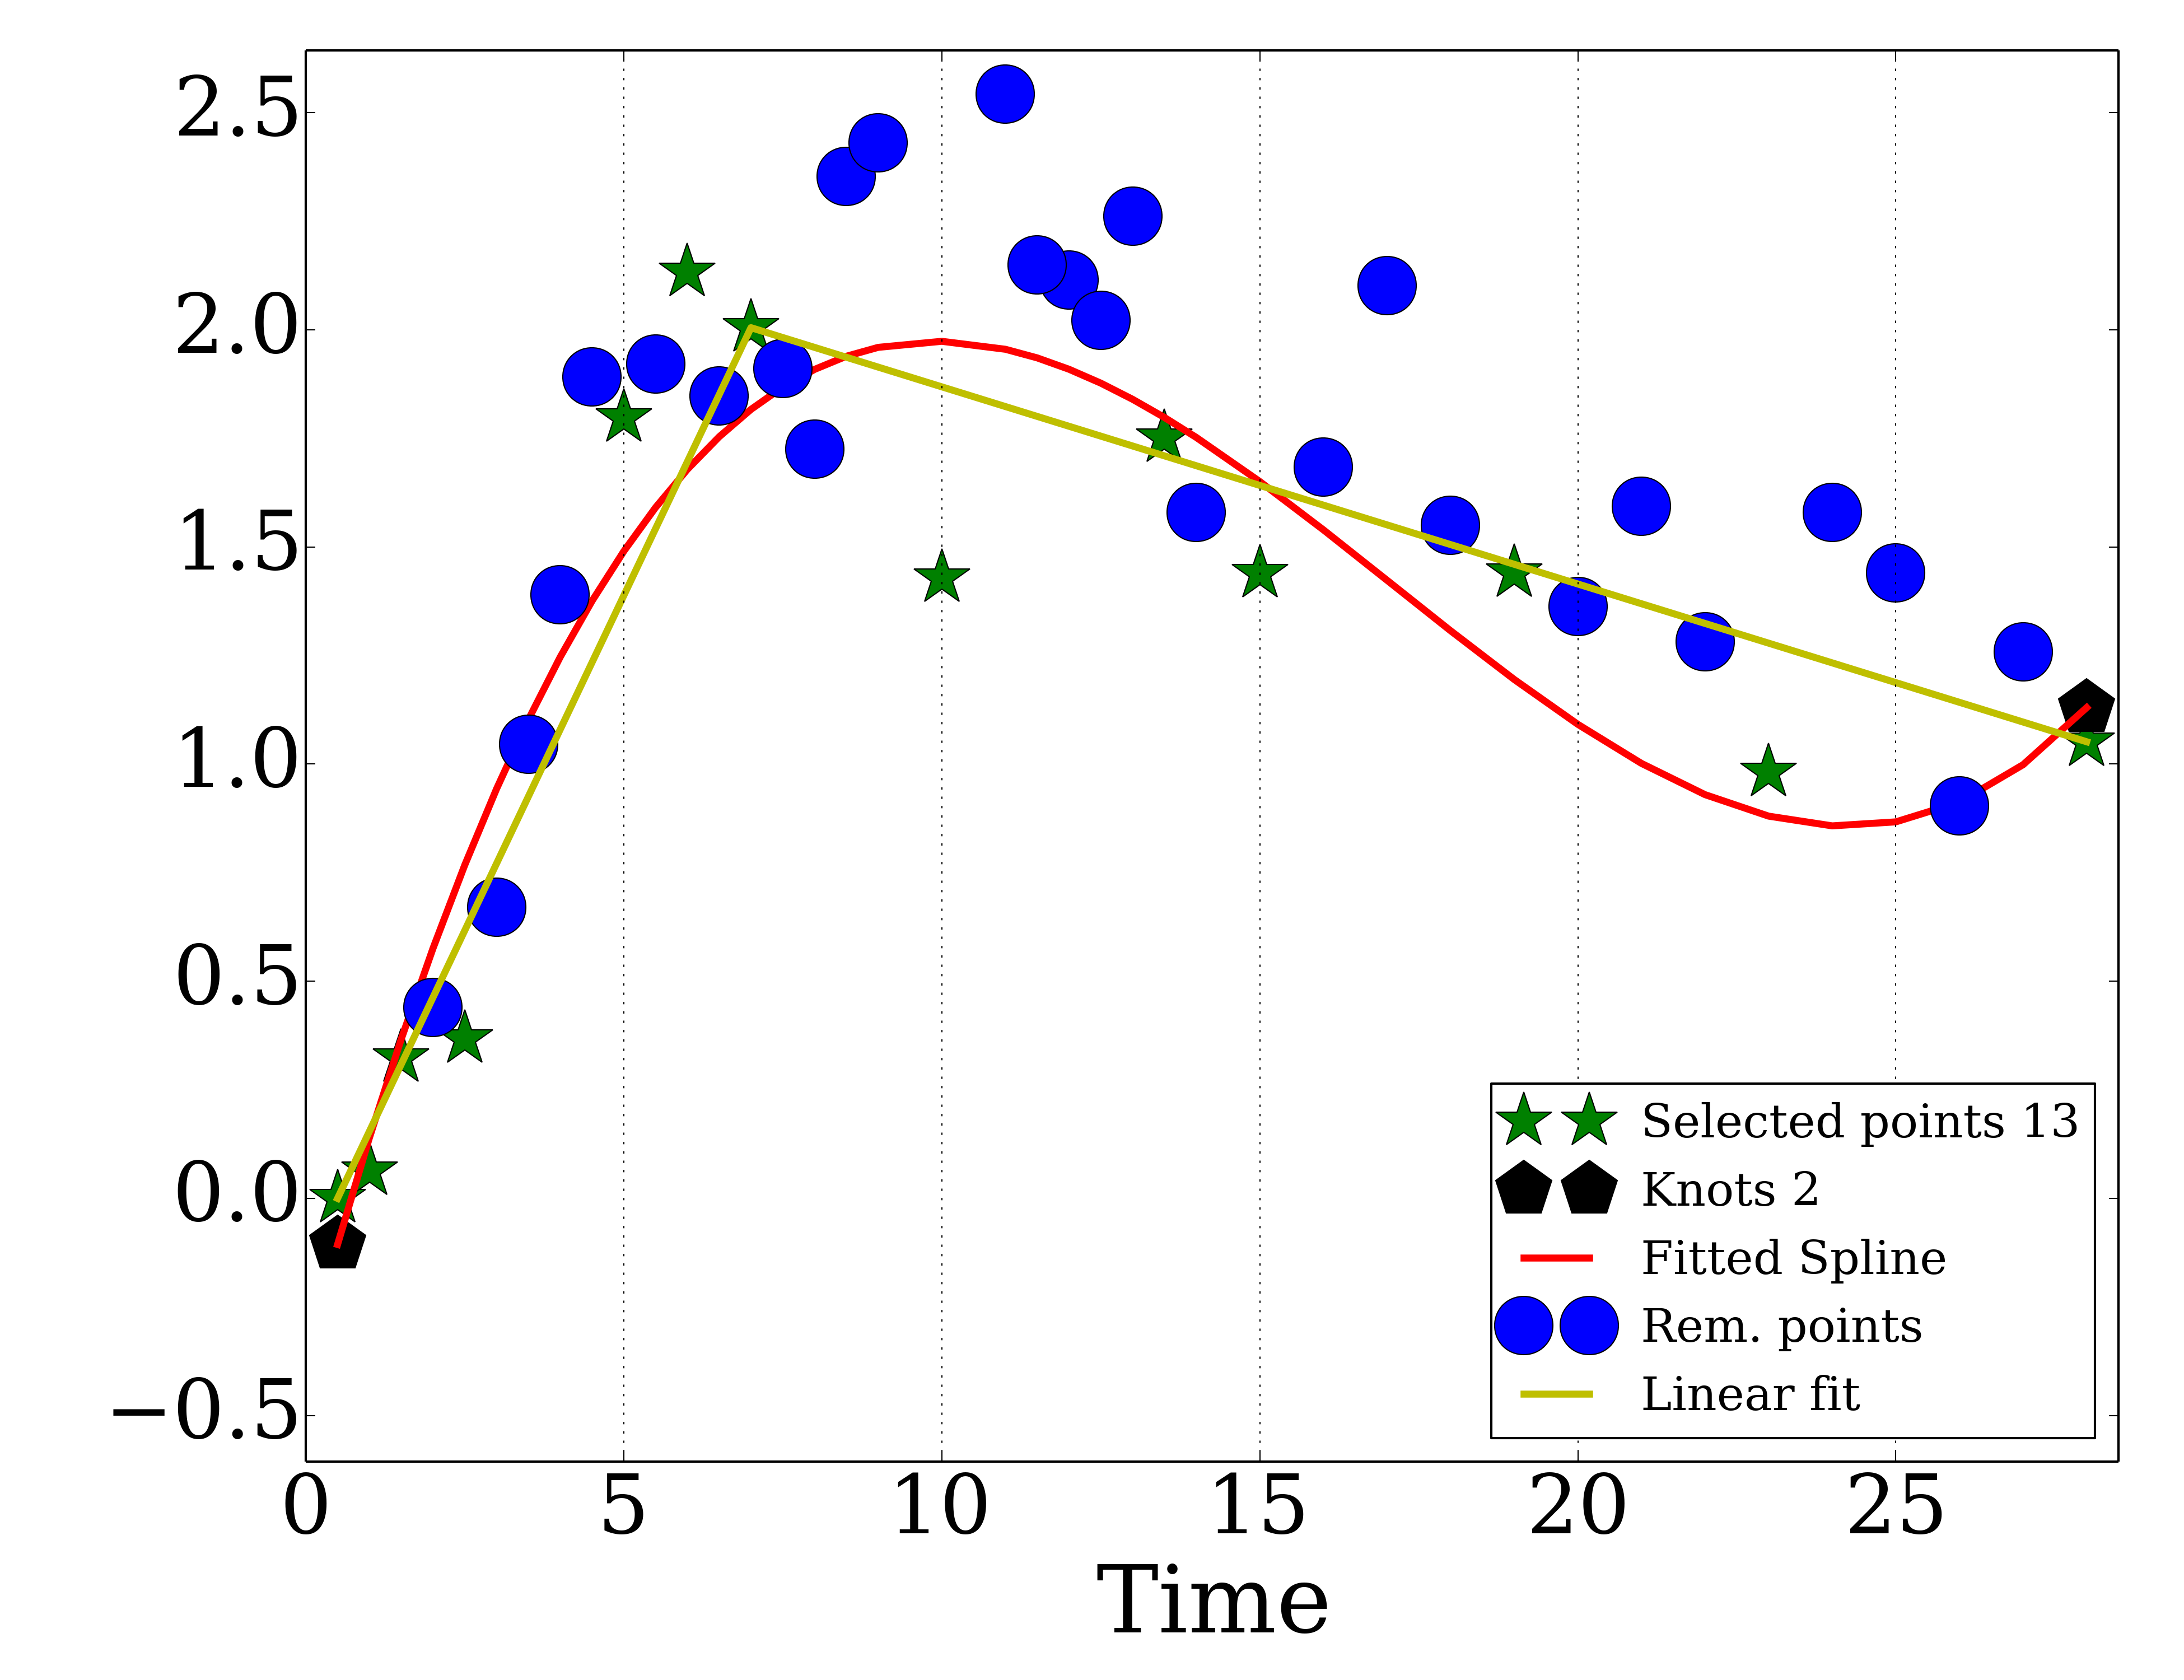 2.5
2.0
1.5
1.0
0.5
0.0
−0.5
0 5 10 15 20 25
Time
Selected points 13
Knots 2
Fitted Spline
Rem. points
Linear fit